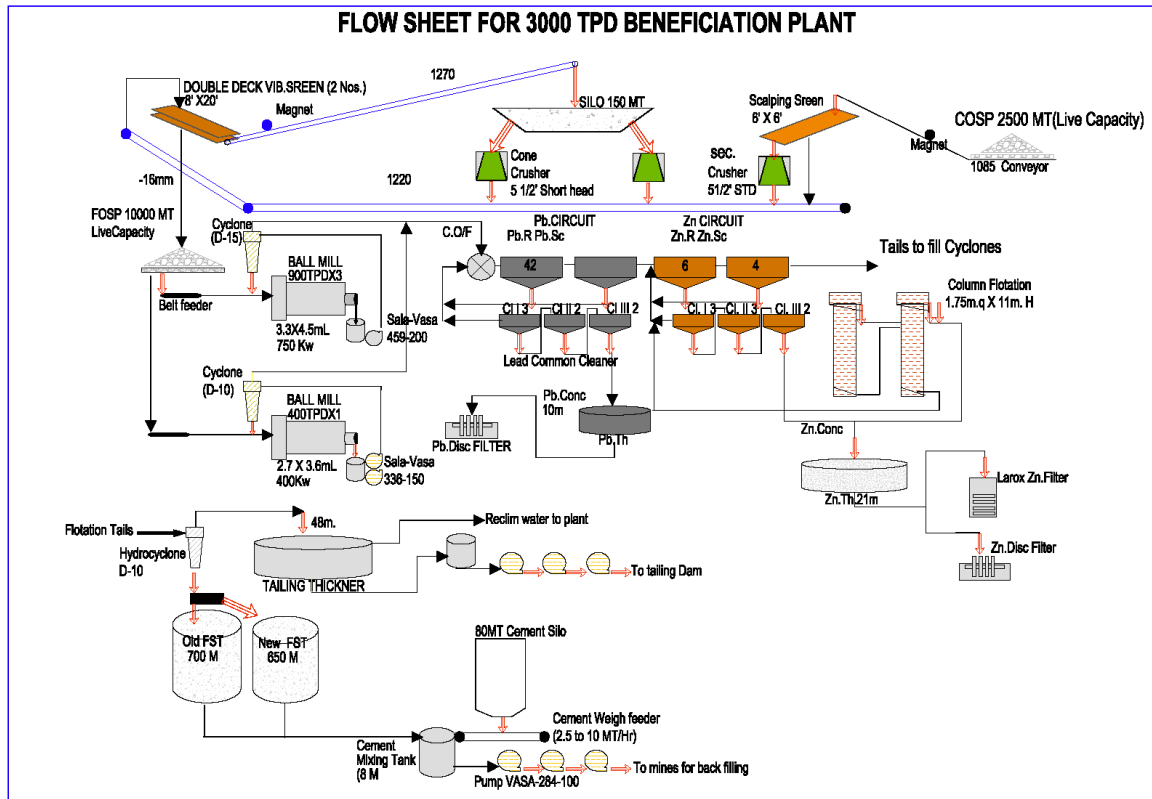 FLOW SHEET FOR 3000 TPD BENEFICIATION PLANT
DOUBLE DECK VIB.SREEN (2 Nos.)
8' X20'
Magnet
1270
SILO 150 MT
Scalping Sreen
6' X 6'
COSP 2500 MT(Live Capacity)
Magnet
1085 Conveyor
Cone
Crusher
5 1/2' Short head
sec.
Crusher
51/2' STD
-16mm
1220
FOSP 10000 MT
LiveCapacity
Cyclone
(D-15)
C.O/F
Pb.CIRCUIT
Pb.R Pb.Sc
Zn CIRCUIT
Zn.R Zn.Sc
Tails to fill Cyclones
42
6
4
BALL MILL
900TPDX3
Belt feeder
3.3X4.5mL
750 Kw
Sala-Vasa
459-200
Cl I 3
Cl II 2
Cl III 2
Cl. I 3
Cl. II 3
Cl. III 2
Lead Common Cleaner
Column Flotation
1.75m.q X 11m. H
Cyclone
(D-10)
BALL MILL
400TPDX1
2.7 X 3.6mL
400Kw
Sala-Vasa
336-150
Pb.Conc
10m
Pb.Disc FILTER
Pb.Th
Zn.Conc
Zn.Th.21m
Larox Zn.Filter
Zn.Disc Filter
Flotation Tails
Hydrocyclone
D-10
48m.
Reclim water to plant
TAILING THICKNER
To tailing Dam
Old FST
700 M
New FST
650 M
80MT Cement Silo
Cement Weigh feeder
(2.5 to 10 MT/Hr)
Cement
Mixing Tank
(8 M
Pump VASA-284-100
To mines for back filling